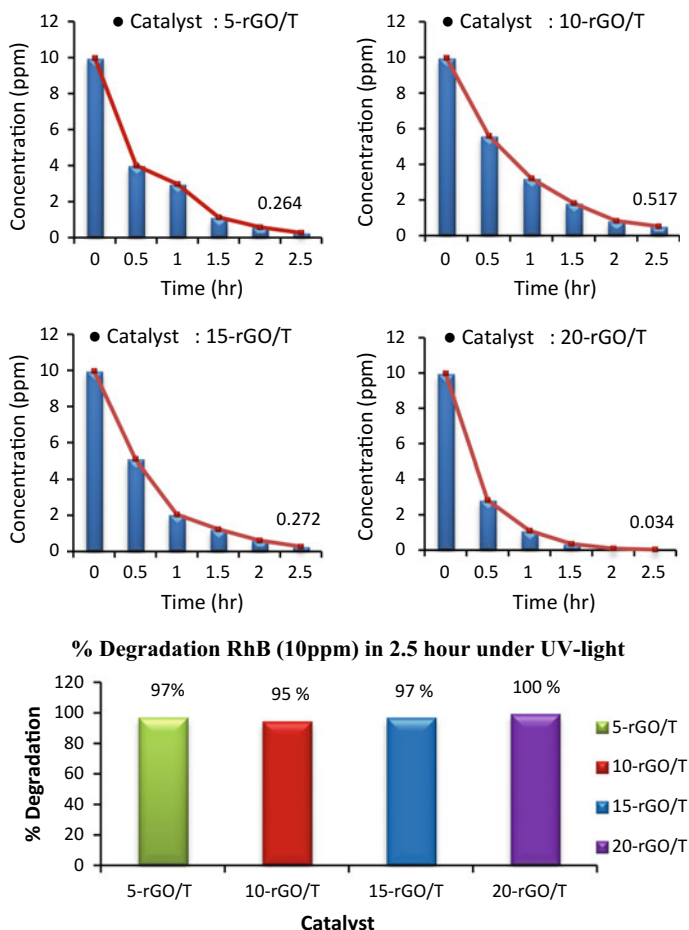 ● Catalyst : 5-rGO/T
Concentration (ppm)
12
10
8
6
4
2
0
0.264
0 0.5 1 1.5 2 2.5
Time (hr)
● Catalyst : 10-rGO/T
Concentration (ppm)
12
10
8
6
4
2
0
0.517
0 0.5 1 1.5 2 2.5
Time (hr)
● Catalyst : 15-rGO/T
Concentration (ppm)
12
10
8
6
4
2
0
0.272
0 0.5 1 1.5 2 2.5
Time (hr)
● Catalyst : 20-rGO/T
Concentration (ppm)
12
10
8
6
4
2
0
0.034
0 0.5 1 1.5 2 2.5
Time (hr)
% Degradation RhB (10ppm) in 2.5 hour under UV-light
% Degradation
120
100
80
60
40
20
0
97% 95 % 97 % 100 %
5-rGO/T 10-rGO/T 15-rGO/T 20-rGO/T
Catalyst
5-rGO/T
10-rGO/T
15-rGO/T
20-rGO/T